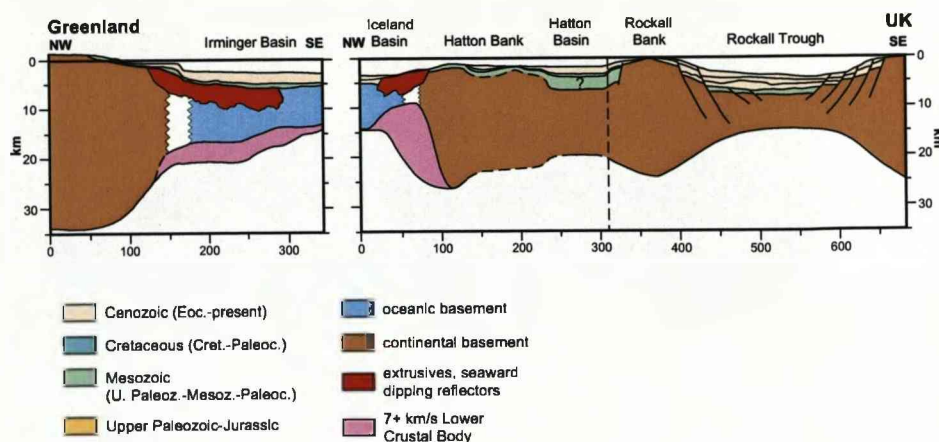 Greenland
NW
Irminger Basin
SE
NW
Iceland
Basin
Hatton Bank
Hatton
Basin
Rockall
Bank
Rockall Trough
UK
SE
0
10
20
30
km
0
100
200
300
?
0
100
200
300
400
500
600
0
10
20
30
km
Cenozoic (Eoc.-present)
Cretaceous (Cret.-Paleoc.)
Mesozoic
(U. Paleoz.-Mesoz.-Paleoc.)
Upper Paleozoic-Jurassic
oceanic basement
continental basement
extrusives, seaward
dipping reflectors
7+ km/s Lower
Crustal Body